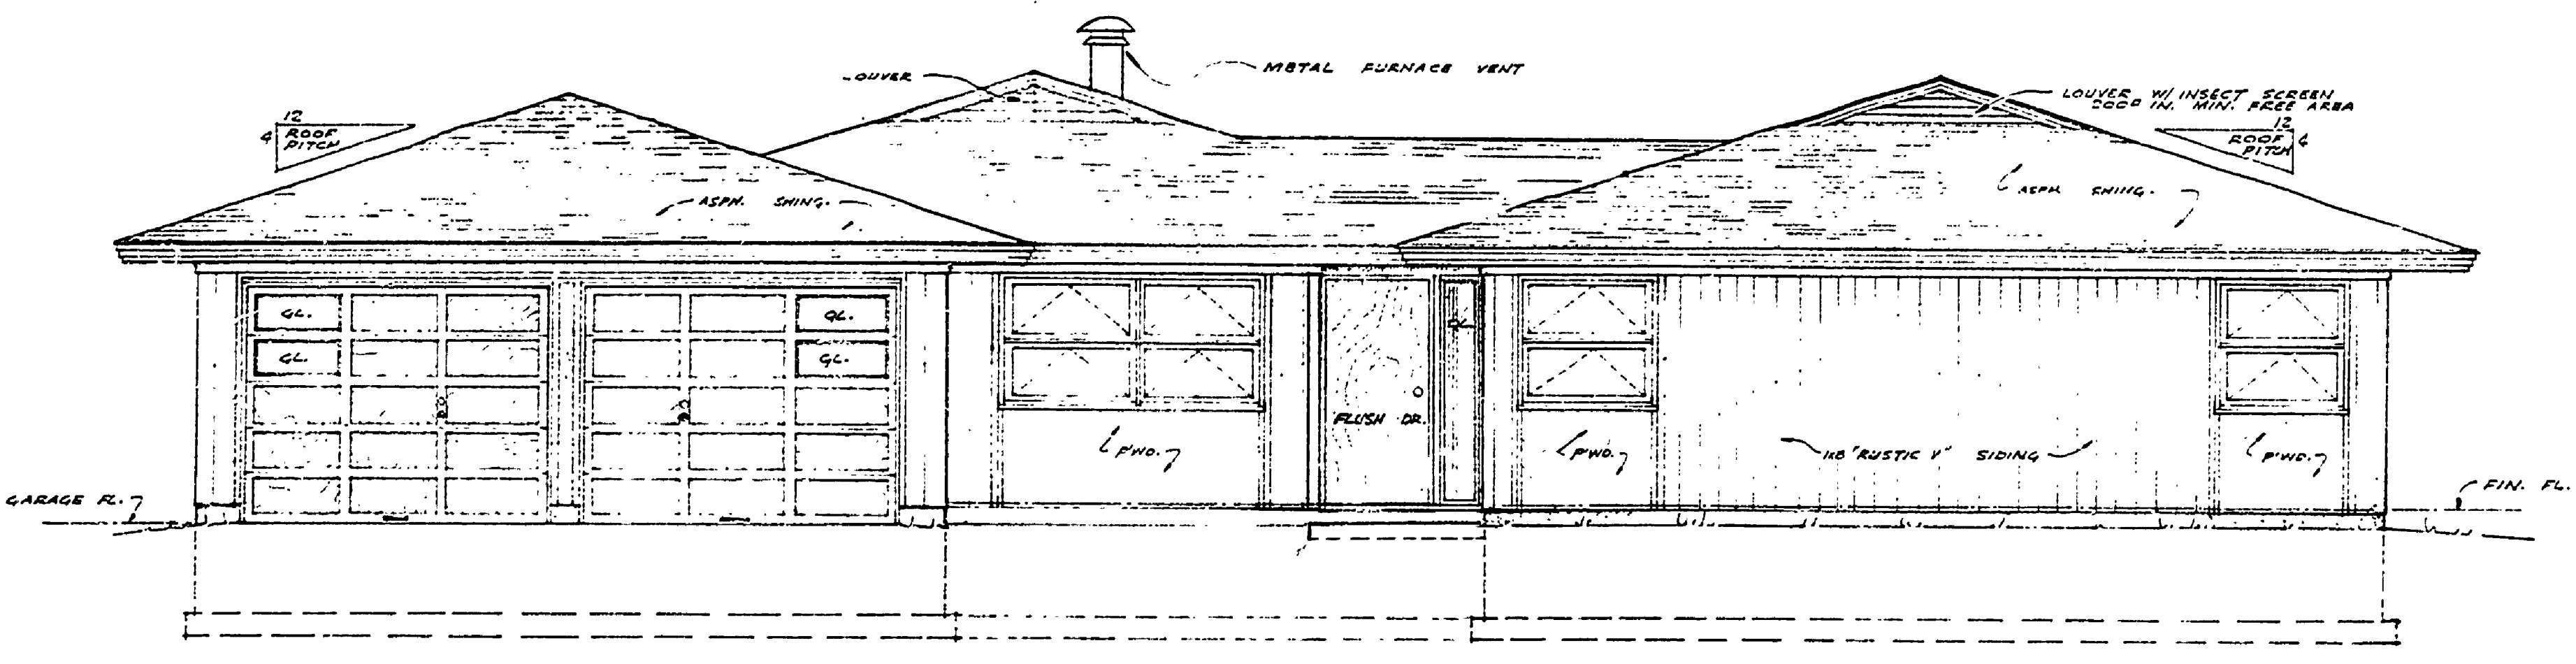 METAL FURNACE VENT
LOUVER
LOUVER W/ INSECT SCREEN
200□ IN. MIN. FREE AREA
12
4
ROOF
PITCH
12
4
ROOF
PITCH
ASPH. SHING.
ASPH. SHING.
GL.
GL.
GL.
GL.
GL.
FLUSH DR.
PWD.
PWD.
1x8 "RUSTIC V" SIDING
PWD.
GARAGE FL.
FIN. FL.